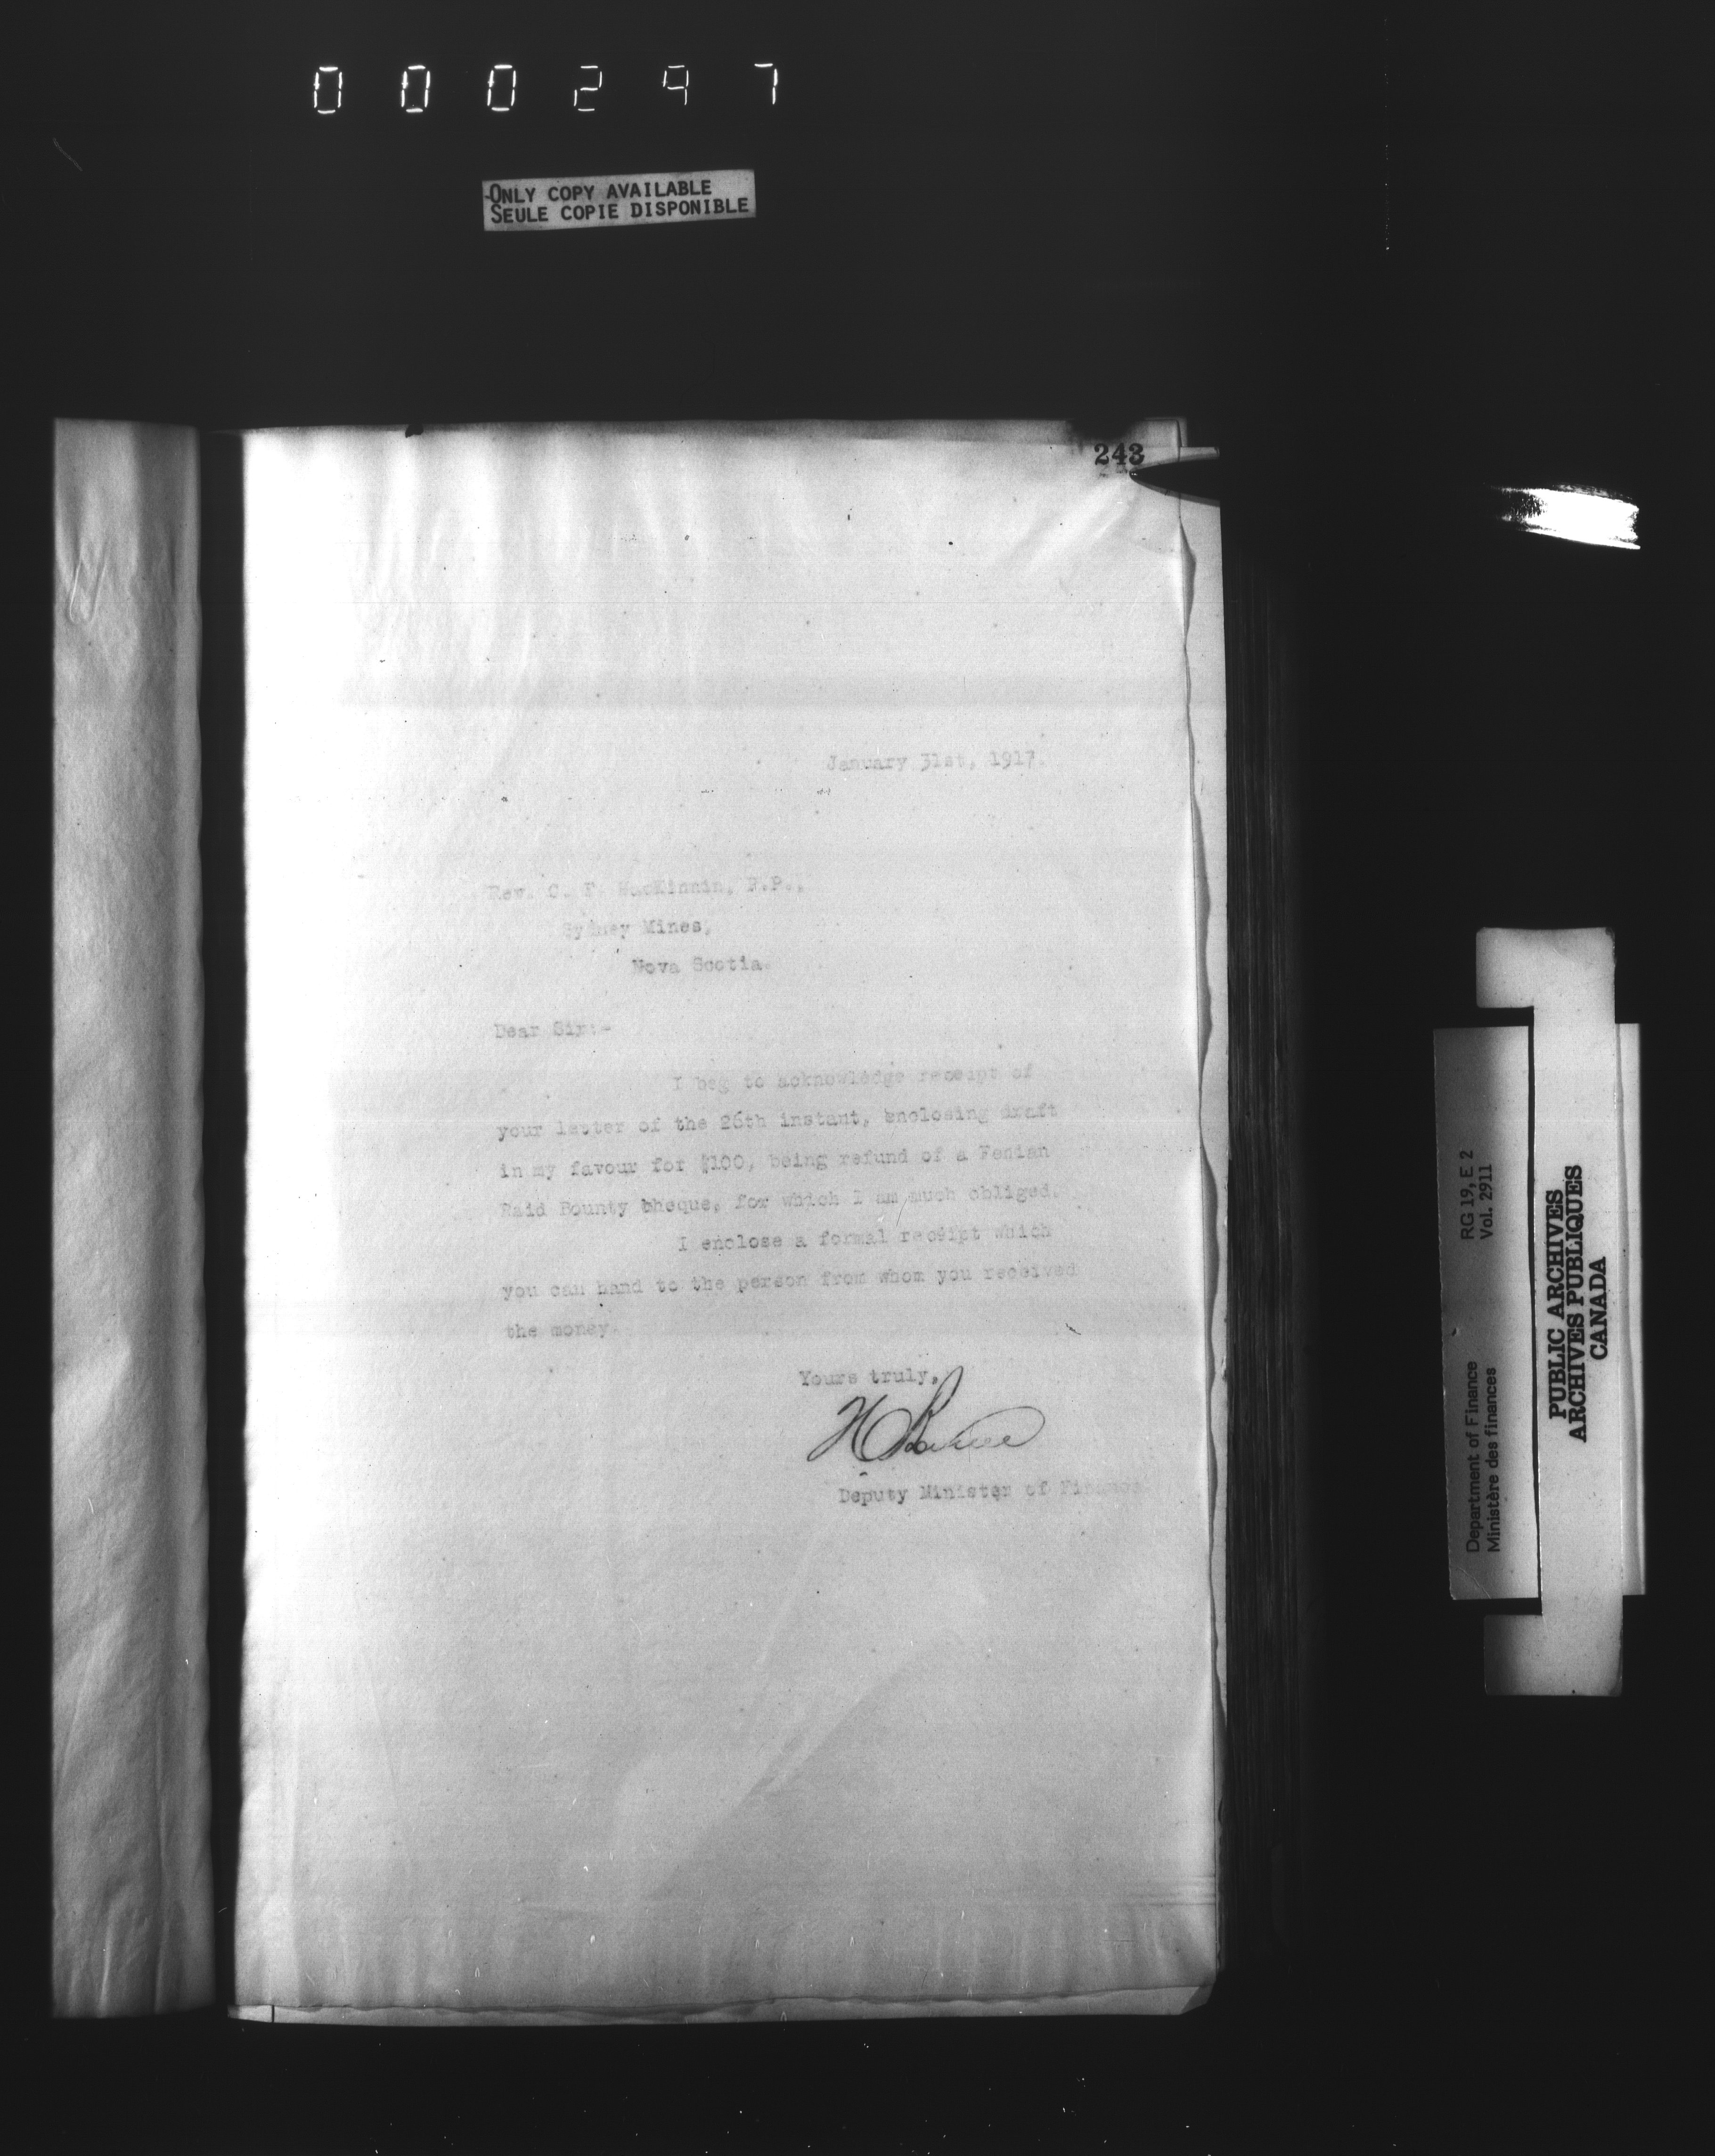 000297
ONLY COPY AVAILABLE
SEULE COPIE DISPONIBLE
243
January 31st, 1917.
Rev. C. F. MacKinnin, P.P.,
Sydney Mines,
Nova Scotia.
Dear Sir:-
I beg to acknowledge receipt of
your letter of the 26th instant, enclosing draft
in my favour for $100, being refund of a Fenian
Raid Bounty cheque, for which I am much obliged.
I enclose a formal receipt which
you can hand to the person from whom you received
the money.
Yours truly,
Deputy Minister of Finance
Department of Finance RG 19, E 2
Ministère des finances Vol. 2911
PUBLIC ARCHIVES
ARCHIVES PUBLIQUES
CANADA